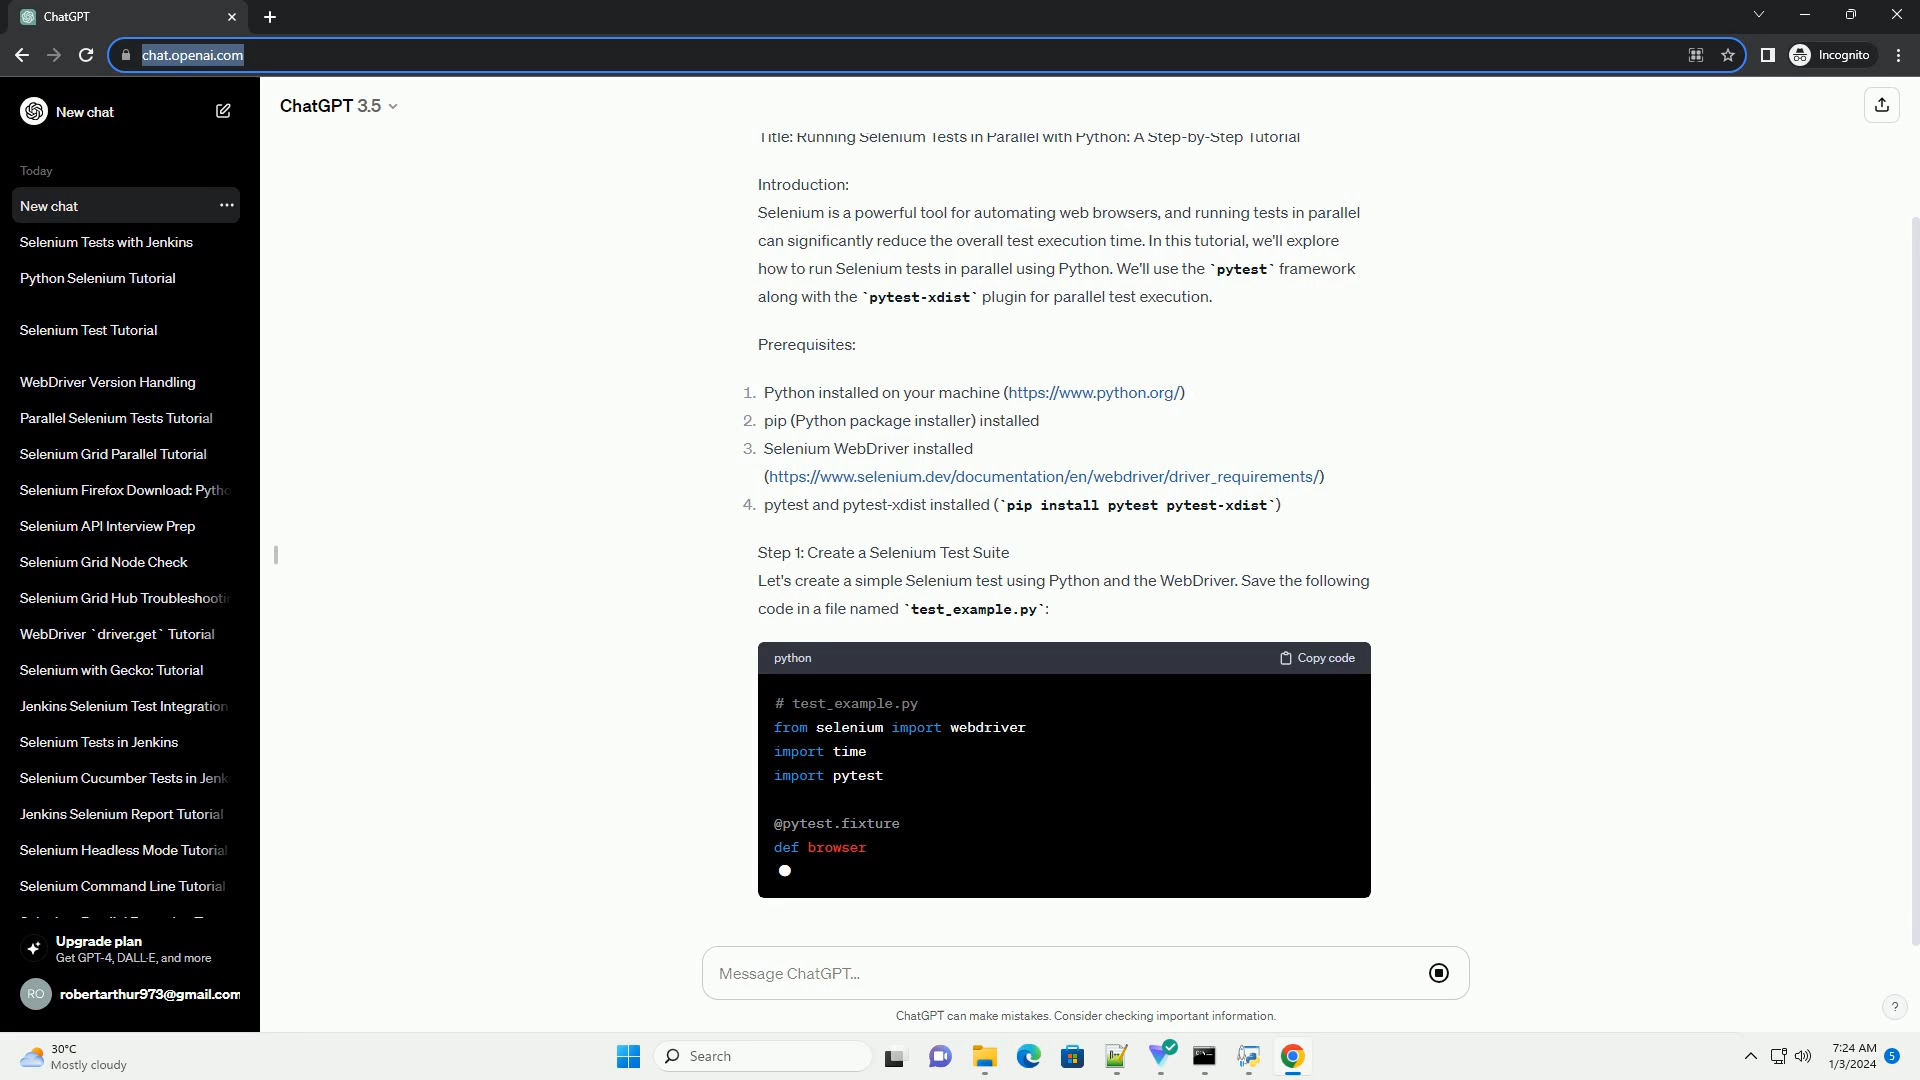 ChatGPT
chat.openai.com
Incognito
New chat
Today
New chat
Selenium Tests with Jenkins
Python Selenium Tutorial
Selenium Test Tutorial
WebDriver Version Handling
Parallel Selenium Tests Tutorial
Selenium Grid Parallel Tutorial
Selenium Firefox Download: Pytho
Selenium API Interview Prep
Selenium Grid Node Check
Selenium Grid Hub Troubleshooti
WebDriver `driver.get` Tutorial
Selenium with Gecko: Tutorial
Jenkins Selenium Test Integration
Selenium Tests in Jenkins
Selenium Cucumber Tests in Jenk
Jenkins Selenium Report Tutorial
Selenium Headless Mode Tutorial
Selenium Command Line Tutorial
Upgrade plan
Get GPT-4, DALL·E, and more
RO
robertarthur973@gmail.com
ChatGPT 3.5
Title: Running Selenium Tests in Parallel with Python: A Step-by-Step Tutorial
Introduction:
Selenium is a powerful tool for automating web browsers, and running tests in parallel
can significantly reduce the overall test execution time. In this tutorial, we'll explore
how to run Selenium tests in parallel using Python. We'll use the `pytest` framework
along with the `pytest-xdist` plugin for parallel test execution.
Prerequisites:
1. Python installed on your machine (https://www.python.org/)
2. pip (Python package installer) installed
3. Selenium WebDriver installed
(https://www.selenium.dev/documentation/en/webdriver/driver_requirements/)
4. pytest and pytest-xdist installed (`pip install pytest pytest-xdist`)
Step 1: Create a Selenium Test Suite
Let's create a simple Selenium test using Python and the WebDriver. Save the following
code in a file named `test_example.py`:
python
Copy code
# test_example.py
from selenium import webdriver
import time
import pytest
@pytest.fixture
def browser
Message ChatGPT...
ChatGPT can make mistakes. Consider checking important information.
?
30°C
Mostly cloudy
Search
7:24 AM
1/3/2024
5